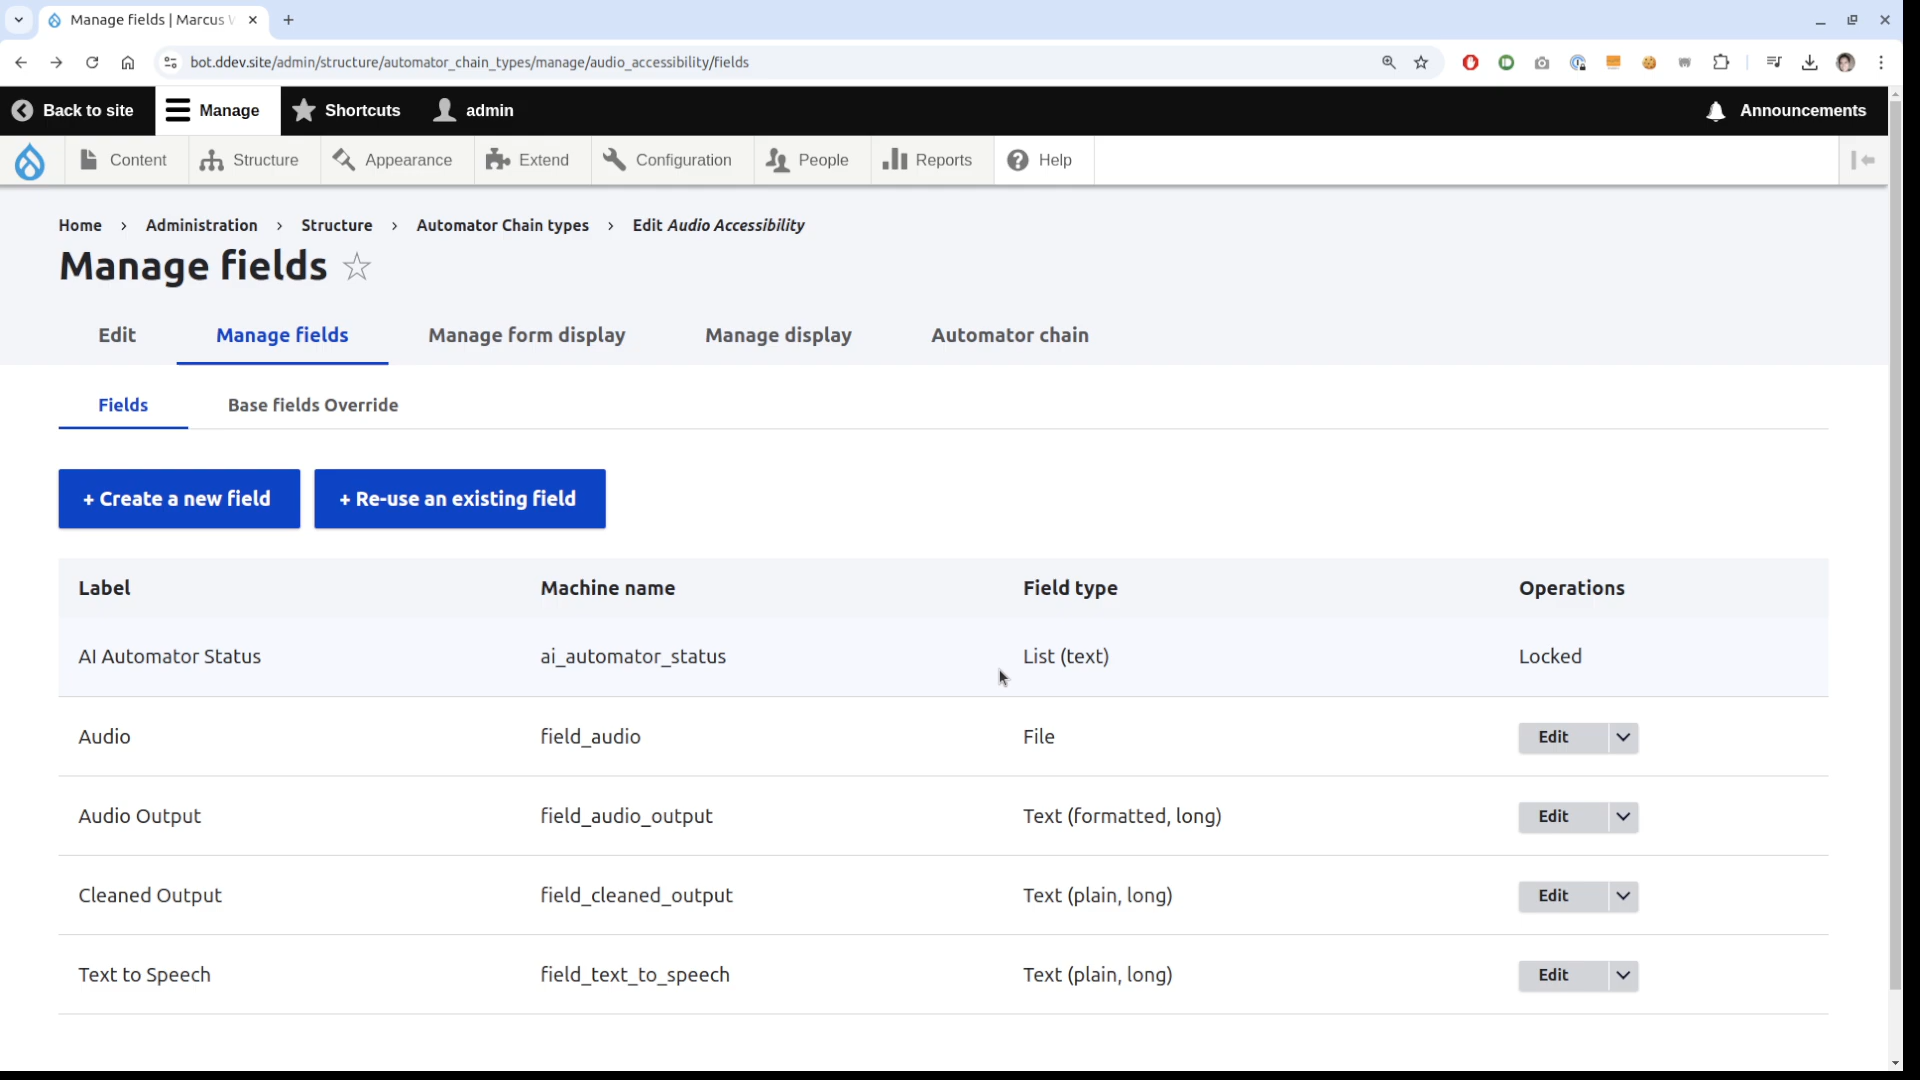 Manage fields | Marcus
bot.ddev.site/admin/structure/automator_chain_types/manage/audio_accessibility/fields
Back to site Manage Shortcuts admin Announcements
Content Structure Appearance Extend Configuration People Reports Help
Home › Administration › Structure › Automator Chain types › Edit Audio Accessibility
Manage fields
Edit Manage fields Manage form display Manage display Automator chain
Fields Base fields Override
+ Create a new field + Re-use an existing field
Label Machine name Field type Operations
AI Automator Status ai_automator_status List (text) Locked
Audio field_audio File Edit
Audio Output field_audio_output Text (formatted, long) Edit
Cleaned Output field_cleaned_output Text (plain, long) Edit
Text to Speech field_text_to_speech Text (plain, long) Edit